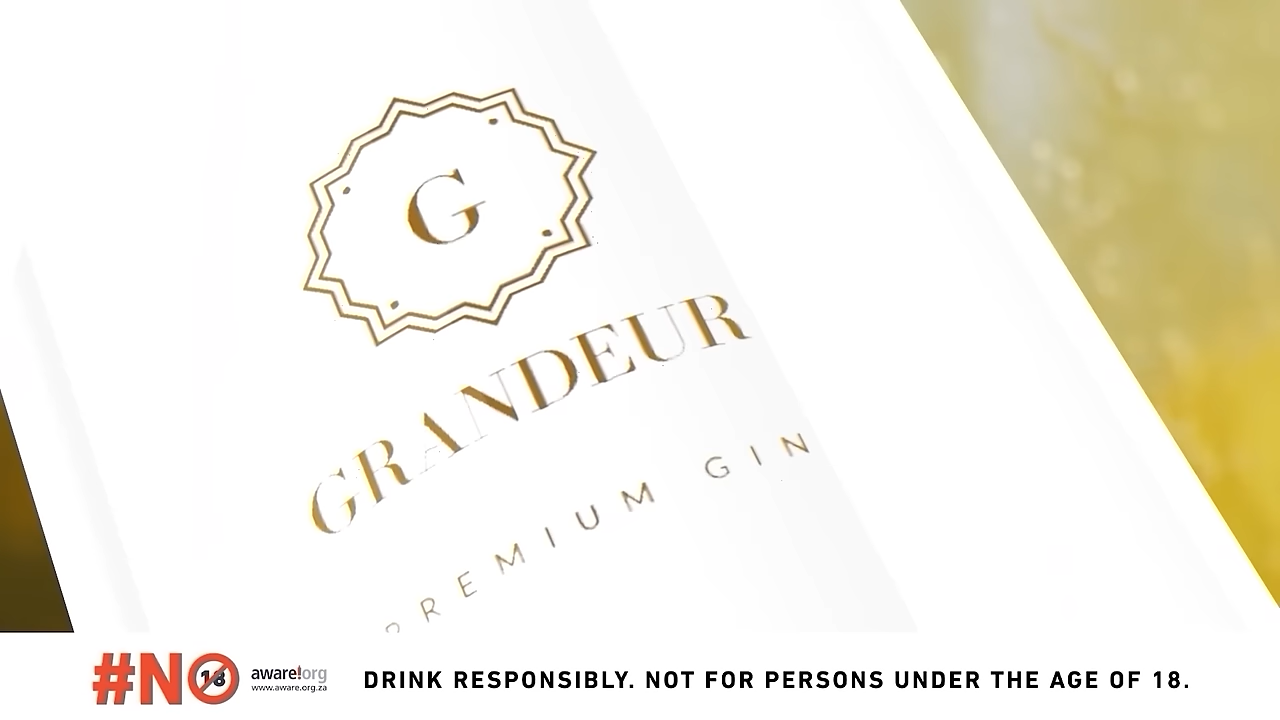 G
GRANDEUR
PREMIUM GIN
#NO 18
aware!org
www.aware.org.za
DRINK RESPONSIBLY. NOT FOR PERSONS UNDER THE AGE OF 18.